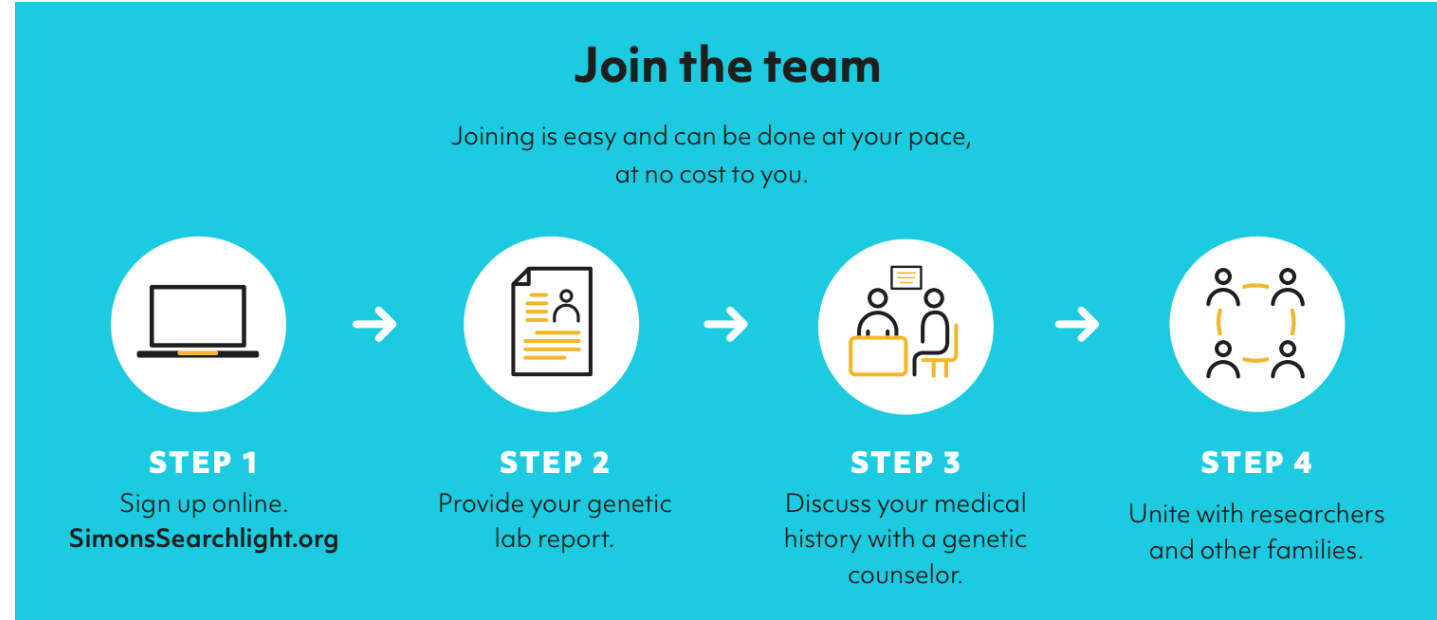 Join the team
Joining is easy and can be done at your pace,
at no cost to you.
STEP 1
Sign up online.
SimonsSearchlight.org
STEP 2
Provide your genetic
lab report.
STEP 3
Discuss your medical
history with a genetic
counselor.
STEP 4
Unite with researchers
and other families.